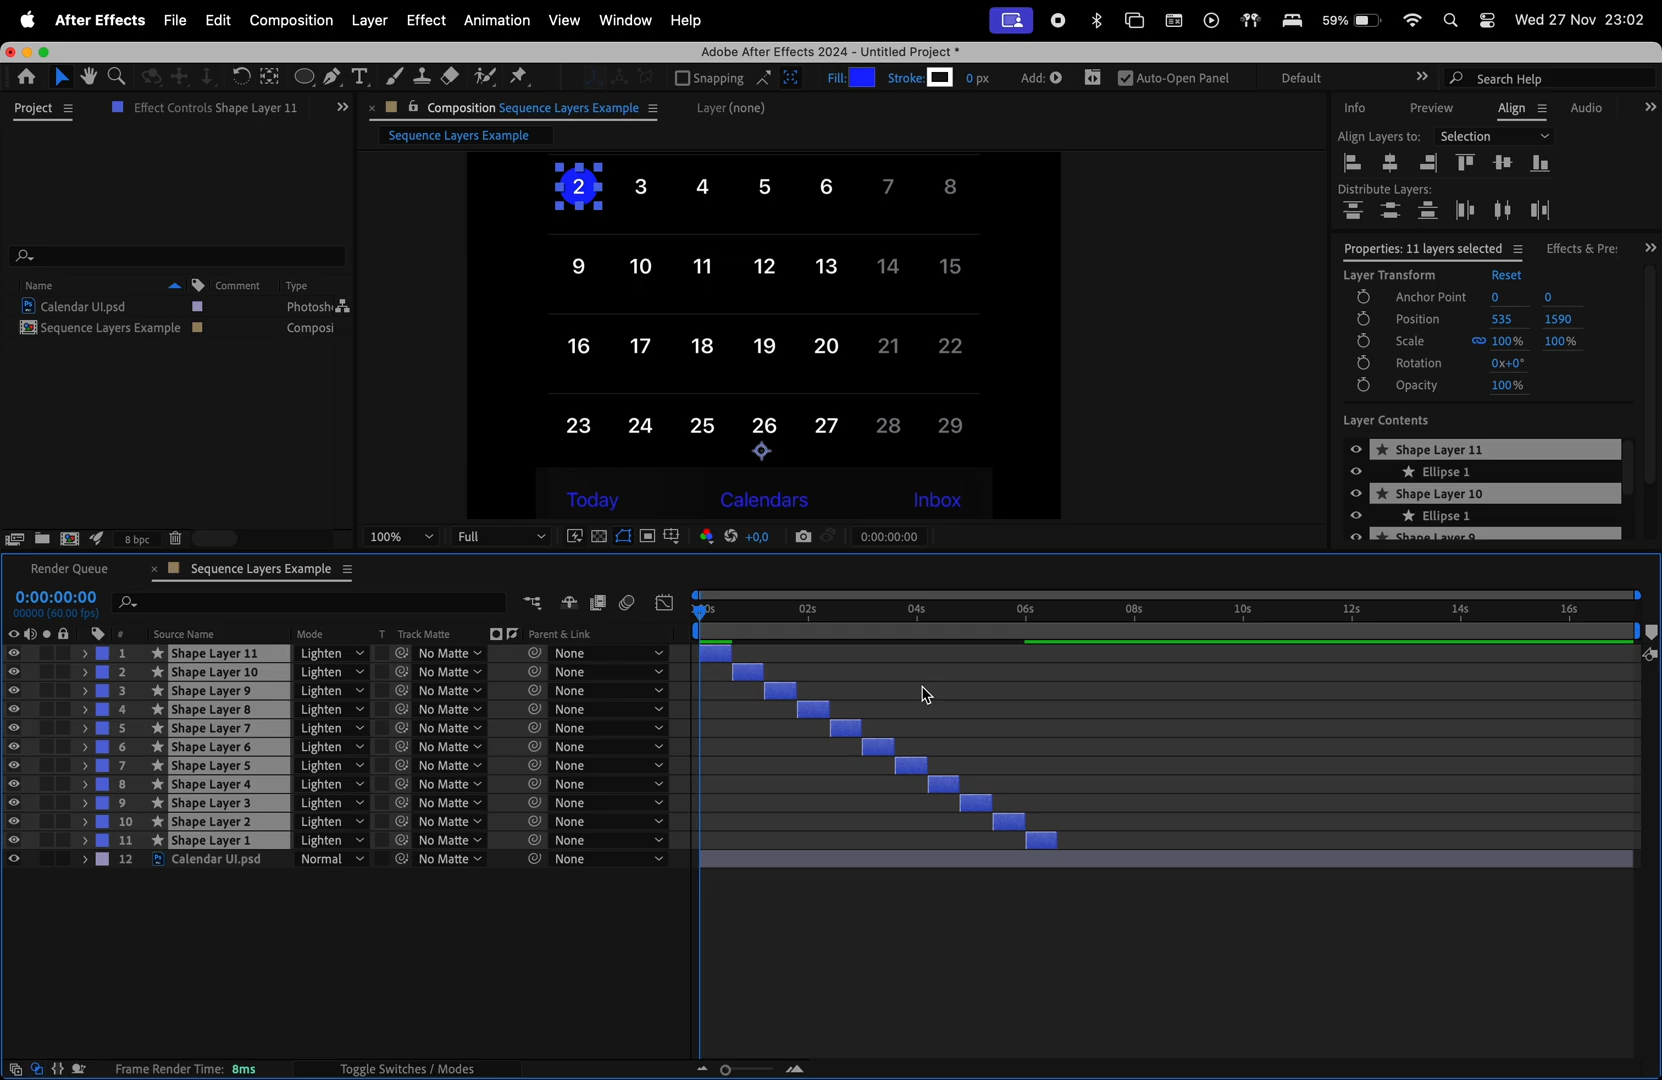 After Effects File Edit Composition Layer Effect Animation View Window Help 59% Wed 27 Nov 23:02
Adobe After Effects 2024 - Untitled Project *
T Snapping Fill: Stroke: 0 px Add: Auto-Open Panel Default Search Help
Project Effect Controls Shape Layer 11 Composition Sequence Layers Example Layer (none) Info Preview Align Audio
Sequence Layers Example
Align Layers to: Selection
Distribute Layers:
2 3 4 5 6 7 8
9 10 11 12 13 14 15
16 17 18 19 20 21 22
23 24 25 26 27 28 29
Today Calendars Inbox
Name Comment Type
Ps Calendar UI.psd Photosh
Sequence Layers Example Composi
Properties: 11 layers selected Effects & Pre:
Layer Transform Reset
Anchor Point 0 0
Position 535 1590
Scale 100% 100%
Rotation 0x+0°
Opacity 100%
Layer Contents
Shape Layer 11
Ellipse 1
Shape Layer 10
Ellipse 1
Shape Layer 9
8 bpc 100% Full +0,0 0:00:00:00
Render Queue Sequence Layers Example
0:00:00:00
00000 (60.00 fps)
02s 04s 06s 08s 10s 12s 14s 16s
# Source Name Mode T Track Matte Parent & Link
1 Shape Layer 11 Lighten No Matte None
2 Shape Layer 10 Lighten No Matte None
3 Shape Layer 9 Lighten No Matte None
4 Shape Layer 8 Lighten No Matte None
5 Shape Layer 7 Lighten No Matte None
6 Shape Layer 6 Lighten No Matte None
7 Shape Layer 5 Lighten No Matte None
8 Shape Layer 4 Lighten No Matte None
9 Shape Layer 3 Lighten No Matte None
10 Shape Layer 2 Lighten No Matte None
11 Shape Layer 1 Lighten No Matte None
12 Ps Calendar UI.psd Normal No Matte None
Frame Render Time: 8ms Toggle Switches / Modes